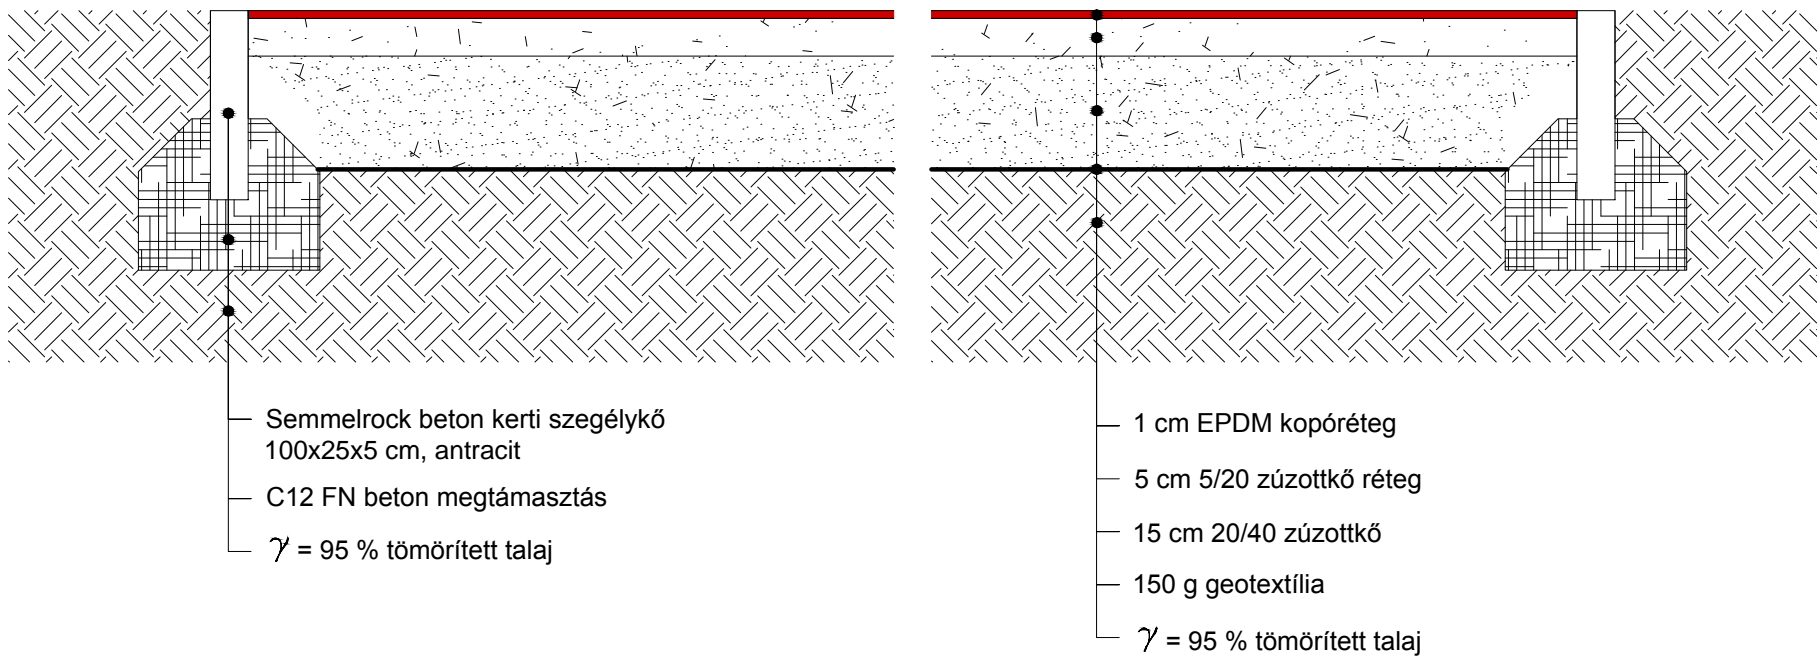 Semmelrock beton kerti szegélykő
100x25x5 cm, antracit
C12 FN beton megtámasztás
γ = 95 % tömörített talaj
1 cm EPDM kopóréteg
5 cm 5/20 zúzottkő réteg
15 cm 20/40 zúzottkő
150 g geotextília
γ = 95 % tömörített talaj